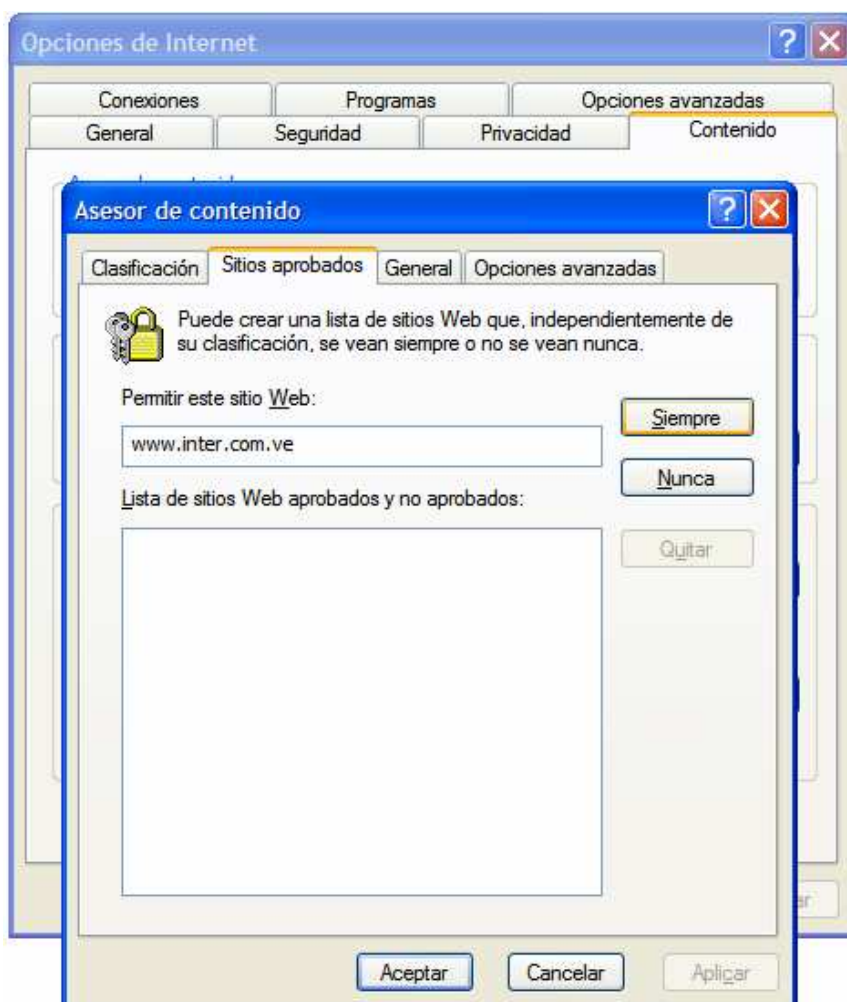 Opciones de Internet
Conexiones Programas Opciones avanzadas
General Seguridad Privacidad Contenido
Asesor de contenido
Clasificación Sitios aprobados General Opciones avanzadas
Puede crear una lista de sitios Web que, independientemente de
su clasificación, se vean siempre o no se vean nunca.
Permitir este sitio Web:
Siempre
www.inter.com.ve
Nunca
Lista de sitios Web aprobados y no aprobados:
Quitar
Aceptar Cancelar Aplicar